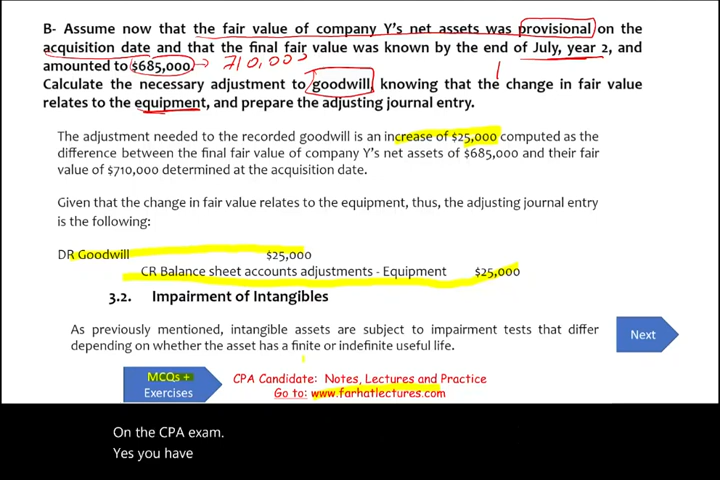 B- Assume now that the fair value of company Y's net assets was provisional on the
acquisition date and that the final fair value was known by the end of July, year 2, and
amounted to $685,000. → 710,000
Calculate the necessary adjustment to goodwill, knowing that the change in fair value
relates to the equipment, and prepare the adjusting journal entry.
The adjustment needed to the recorded goodwill is an increase of $25,000 computed as the
difference between the final fair value of company Y's net assets of $685,000 and their fair
value of $710,000 determined at the acquisition date.
Given that the change in fair value relates to the equipment, thus, the adjusting journal entry
is the following:
DR Goodwill $25,000
CR Balance sheet accounts adjustments - Equipment $25,000
3.2. Impairment of Intangibles
As previously mentioned, intangible assets are subject to impairment tests that differ
depending on whether the asset has a finite or indefinite useful life.
Next
MCQs +
Exercises
CPA Candidate: Notes, Lectures and Practice
Go to: www.farhatlectures.com
On the CPA exam.
Yes you have